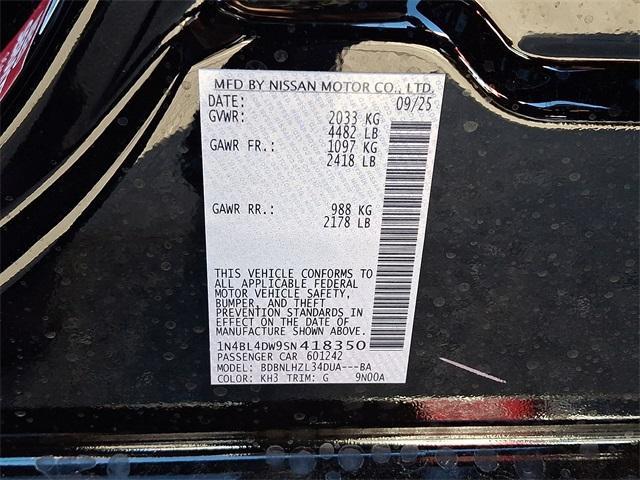 MFD BY NISSAN MOTOR CO., LTD.
DATE: 09/25
GVWR: 2033 KG
4482 LB
GAWR FR.: 1097 KG
2418 LB
GAWR RR.: 988 KG
2178 LB
THIS VEHICLE CONFORMS TO
ALL APPLICABLE FEDERAL
MOTOR VEHICLE SAFETY,
BUMPER, AND THEFT
PREVENTION STANDARDS IN
EFFECT ON THE DATE OF
MANUFACTURE SHOWN ABOVE.
1N4BL4DW9SN418350
PASSENGER CAR 601242
MODEL: BDBNLHZL34DUA---BA
COLOR: KH3 TRIM: G 9N00A